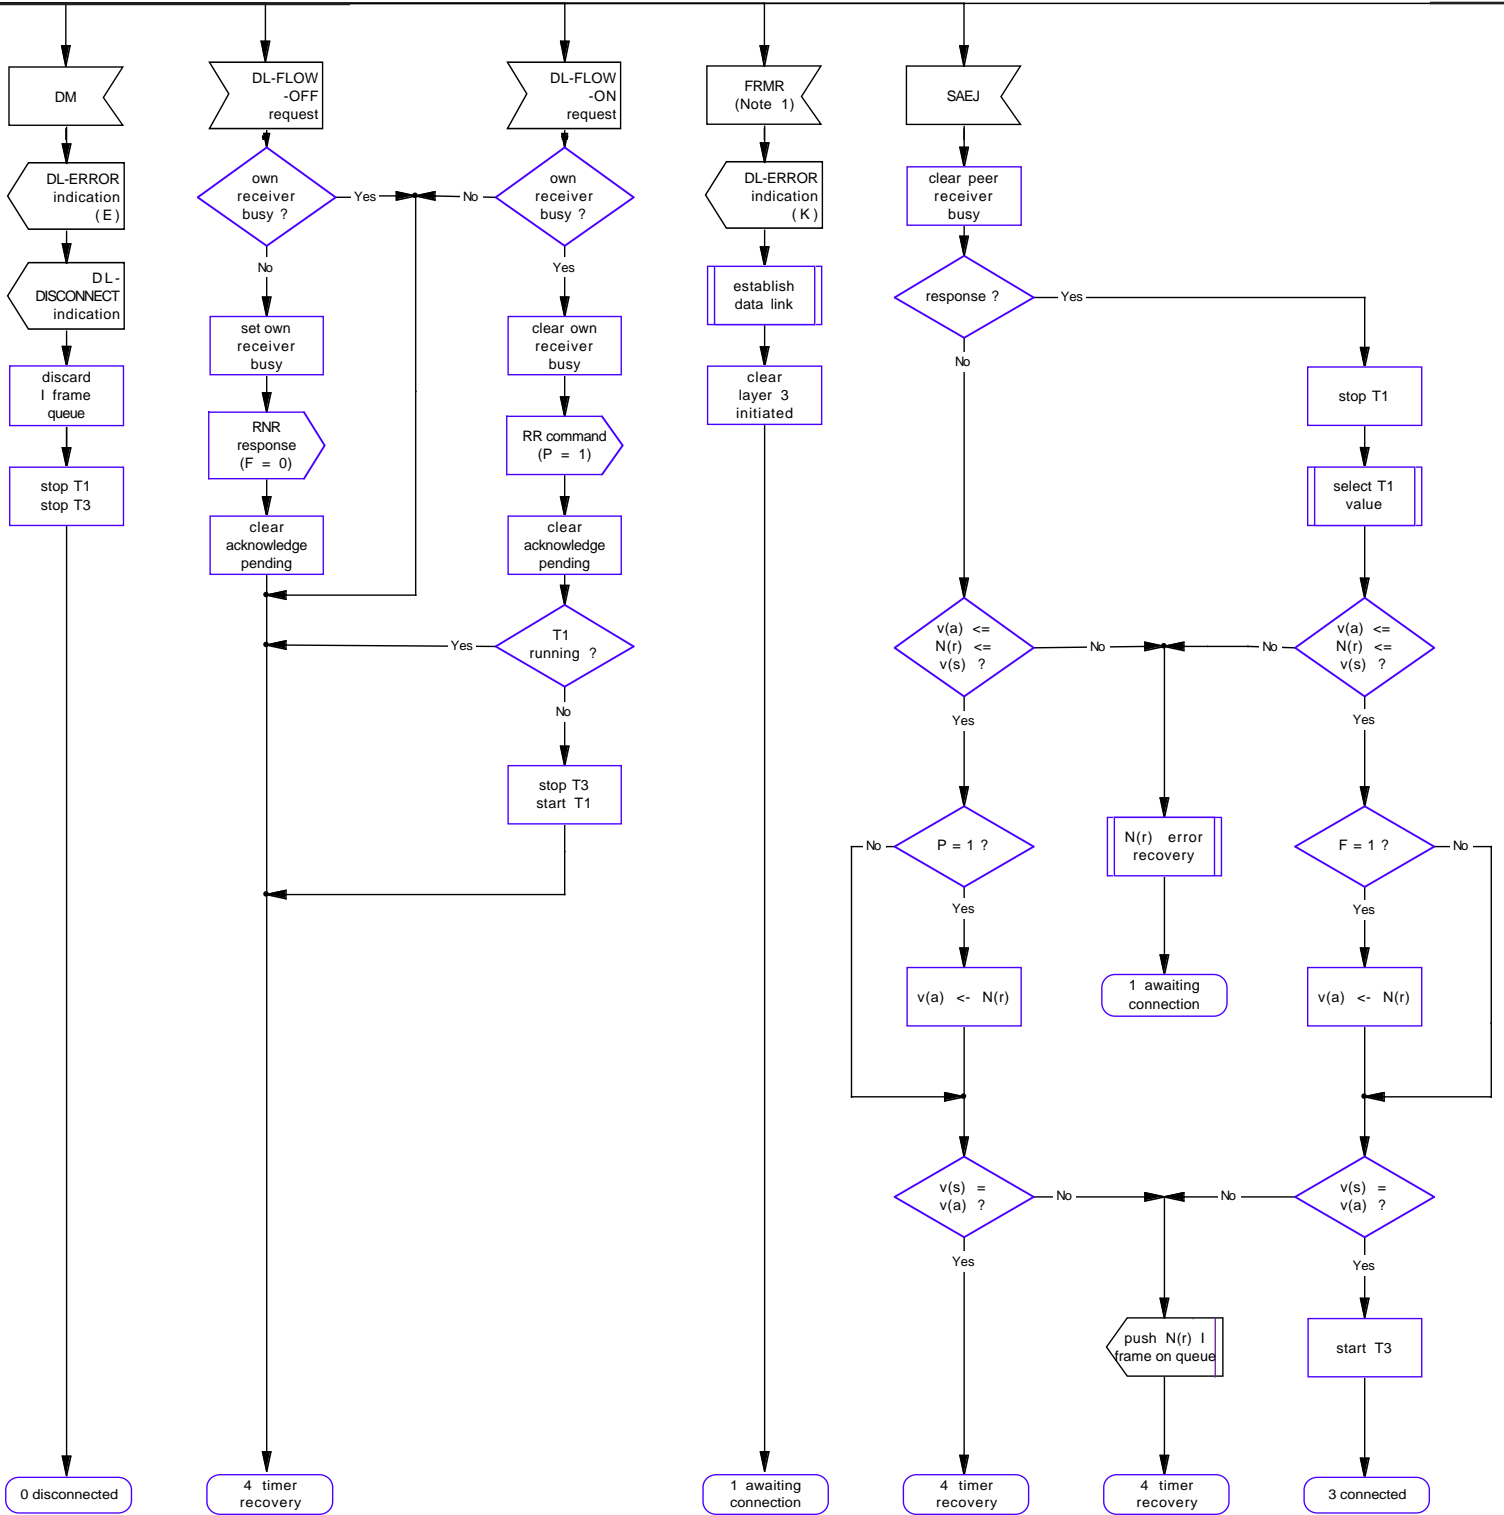 DM
DL-ERROR
indication
(E)
DL-
DISCONNECT
indication
discard
I frame
queue
stop T1
stop T3
0 disconnected
DL-FLOW
-OFF
request
own
receiver
busy ?
Yes
No
set own
receiver
busy
RNR
response
(F = 0)
clear
acknowledge
pending
4 timer
recovery
DL-FLOW
-ON
request
own
receiver
busy ?
No
Yes
clear own
receiver
busy
RR command
(P = 1)
clear
acknowledge
pending
T1
running ?
Yes
No
stop T3
start T1
FRMR
(Note 1)
DL-ERROR
indication
(K)
establish
data link
clear
layer 3
initiated
1 awaiting
connection
SAEJ
clear peer
receiver
busy
response ?
Yes
No
v(a) <=
N(r) <=
v(s) ?
No
Yes
P = 1 ?
No
Yes
v(a) <- N(r)
v(s) =
v(a) ?
No
Yes
4 timer
recovery
N(r) error
recovery
1 awaiting
connection
push N(r) I
frame on queue
4 timer
recovery
stop T1
select T1
value
v(a) <=
N(r) <=
v(s) ?
No
Yes
F = 1 ?
No
Yes
v(a) <- N(r)
v(s) =
v(a) ?
No
Yes
start T3
3 connected